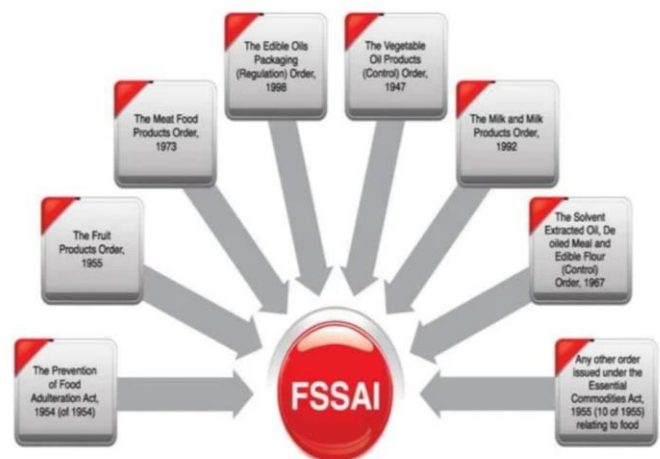 The Prevention
of Food
Adulteration Act,
1954 (of 1954)
The Fruit
Products Order,
1955
The Meat Food
Products Order,
1973
The Edible Oils
Packaging
(Regulation) Order,
1998
The Vegetable
Oil Products
(Control) Order,
1947
The Milk and Milk
Products Order,
1992
The Solvent
Extracted Oil, De
oiled Meal and
Edible Flour
(Control)
Order, 1967
Any other order
issued under the
Essential
Commodities Act,
1955 (10 of 1955)
relating to food
FSSAI